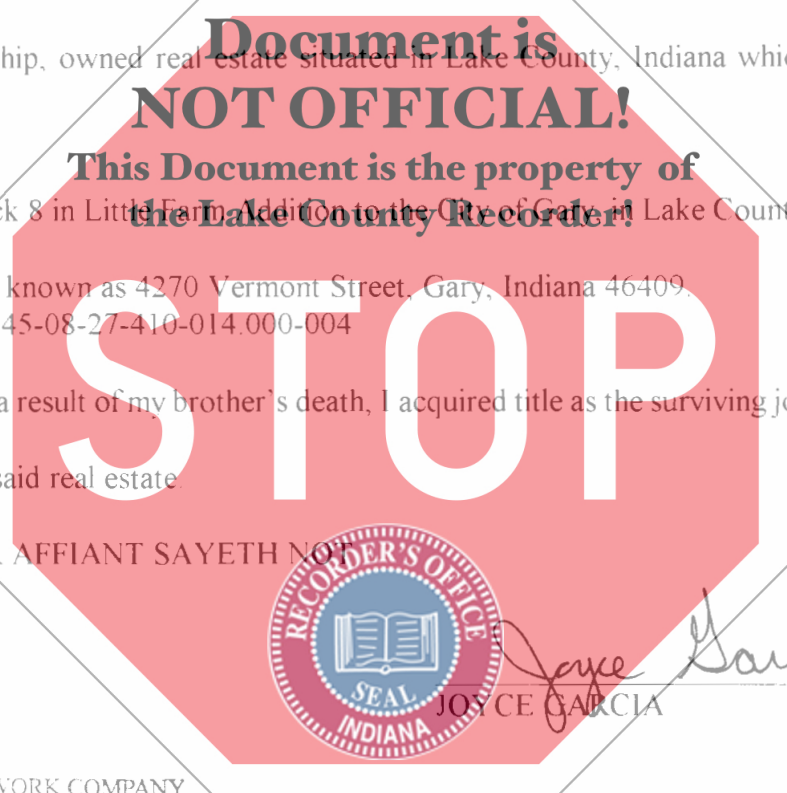 Document is
hip, owned real estate situated in Lake County, Indiana whi
NOT OFFICIAL!
This Document is the property of
the Lake County Recorder!
k 8 in Little Farm Addition to the City of Gary, in Lake Coun
known as 4270 Vermont Street, Gary, Indiana 46409.
45-08-27-410-014.000-004
STOP
a result of my brother's death, I acquired title as the surviving jo
said real estate.
AFFIANT SAYETH NOT
RECORDER'S OFFICE
SEAL
INDIANA
Joyce Gar
JOYCE GARCIA
WORK COMPANY